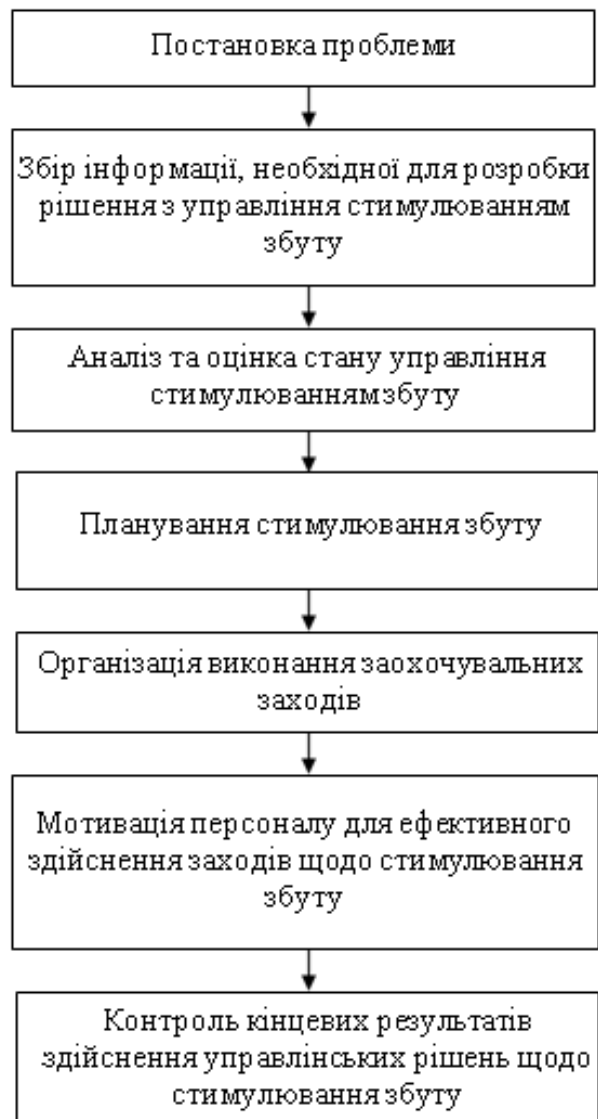 Постановка проблеми
Збір інформації, необхідної для розробки
рішення з управління стимулюванням
збуту
Аналіз та оцінка стану управління
стимулюванням збуту
Планування стимулювання збуту
Організація виконання заохочувальних
заходів
Мотивація персоналу для ефективного
здійснення заходів щодо стимулювання
збуту
Контроль кінцевих результатів
здійснення управлінських рішень щодо
стимулювання збуту